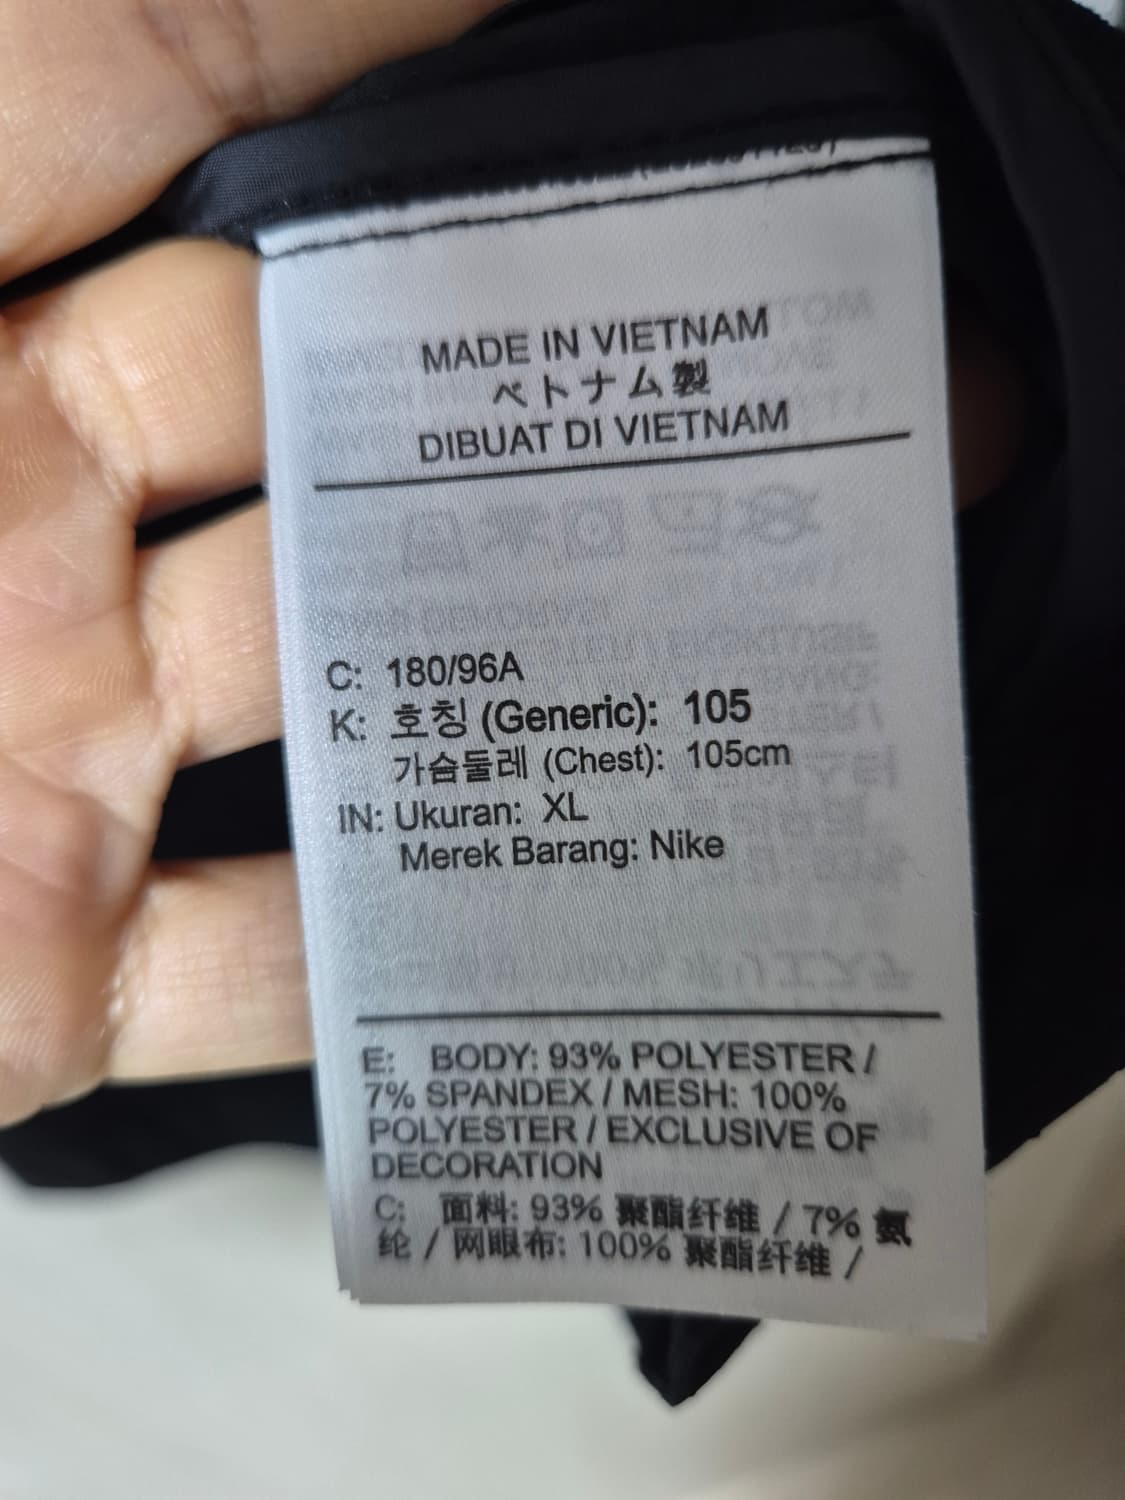 MADE IN VIETNAM
ベトナム製
DIBUAT DI VIETNAM
C: 180/96A
K: 호칭 (Generic): 105
가슴둘레 (Chest): 105cm
IN: Ukuran: XL
Merek Barang: Nike
E: BODY: 93% POLYESTER /
7% SPANDEX / MESH: 100%
POLYESTER / EXCLUSIVE OF
DECORATION
C: 面料: 93% 聚酯纤维 / 7% 氨
纶 / 网眼布: 100% 聚酯纤维 /